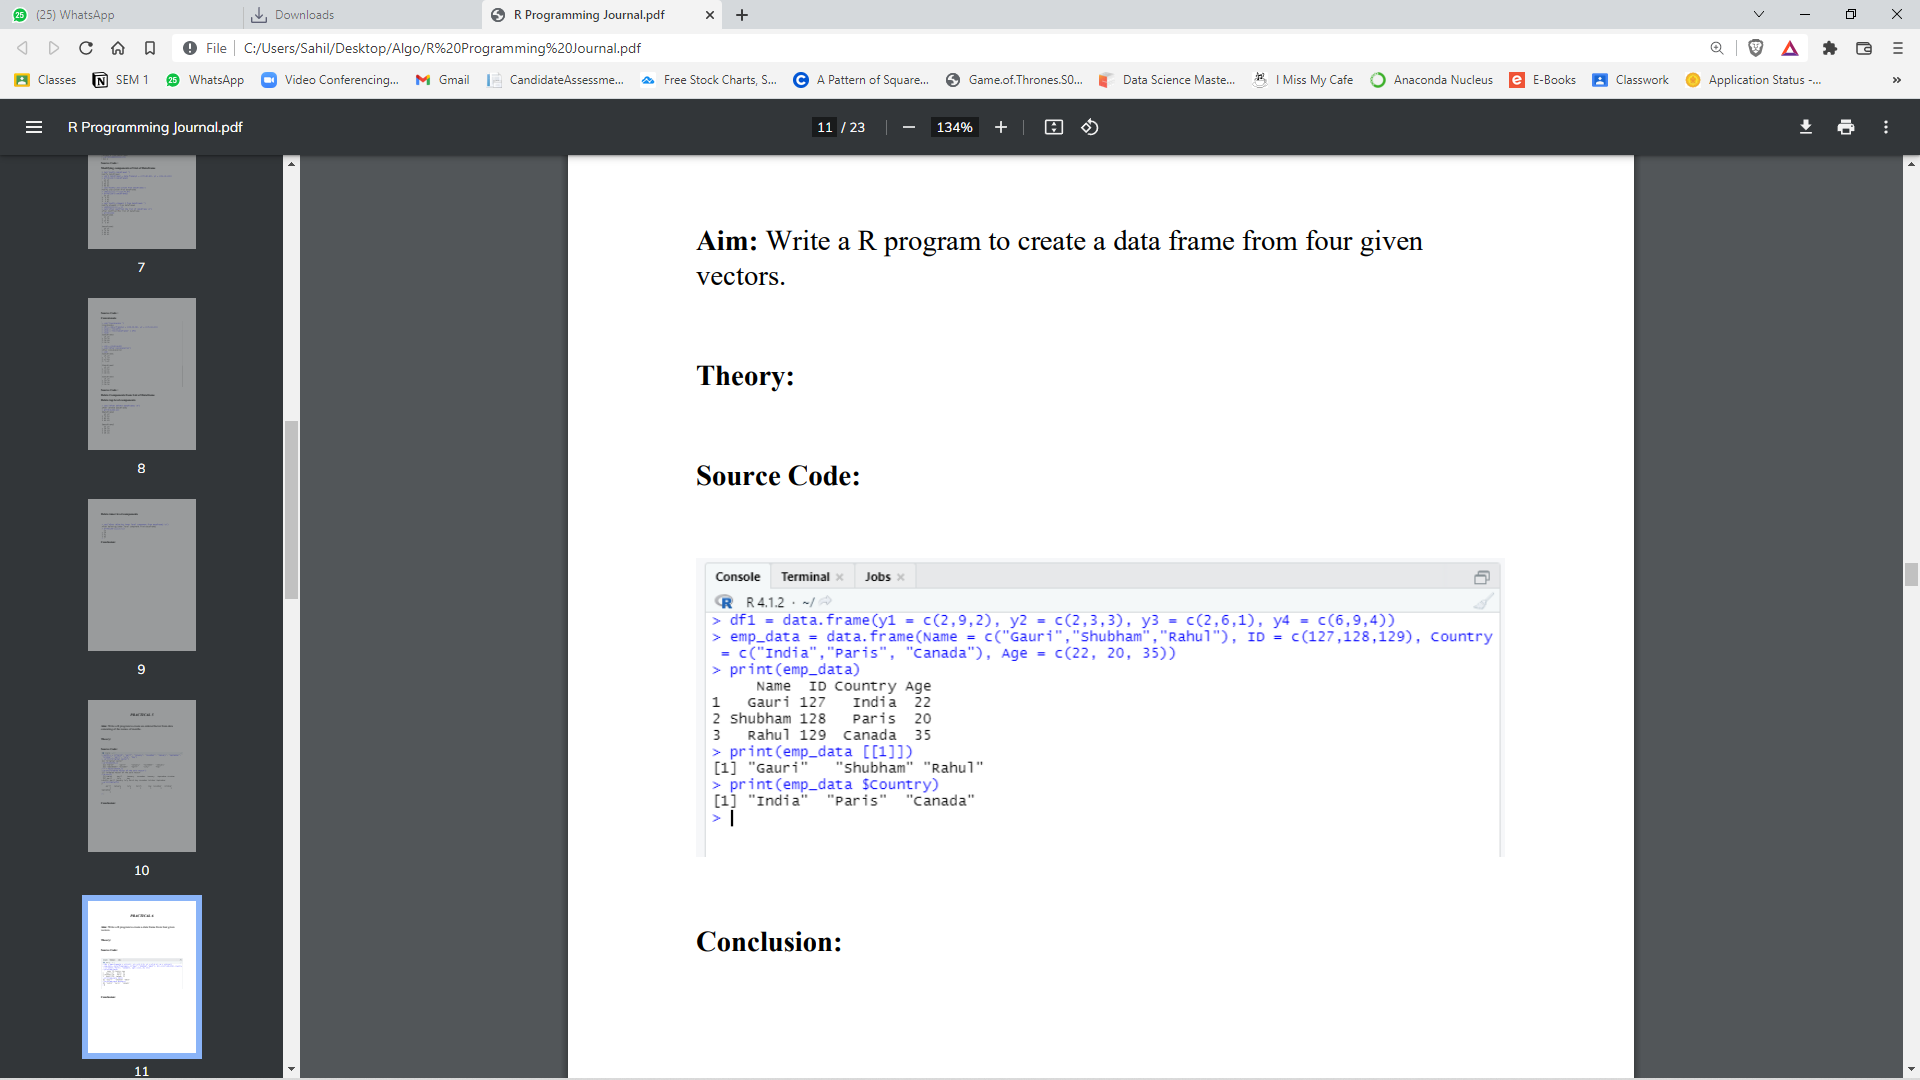 (25) WhatsApp
Downloads
R Programming Journal.pdf
File
C:/Users/Sahil/Desktop/Algo/R%20Programming%20Journal.pdf
Classes
SEM 1
25
WhatsApp
Video Conferencing...
Gmail
CandidateAssessme...
Free Stock Charts, S...
A Pattern of Square...
Game.of.Thrones.S0...
Data Science Maste...
I Miss My Cafe
Anaconda Nucleus
E-Books
Classwork
Application Status -...
»
R Programming Journal.pdf
11 / 23
134%
7
8
9
10
11
Aim: Write a R program to create a data frame from four given
vectors.
Theory:
Source Code:
Console
Terminal
Jobs
R 4.1.2 · ~/
> df1 = data.frame(y1 = c(2,9,2), y2 = c(2,3,3), y3 = c(2,6,1), y4 = c(6,9,4))
> emp_data = data.frame(Name = c("Gauri","Shubham","Rahul"), ID = c(127,128,129), Country
= c("India","Paris", "Canada"), Age = c(22, 20, 35))
> print(emp_data)
Name ID Country Age
1 Gauri 127 India 22
2 Shubham 128 Paris 20
3 Rahul 129 Canada 35
> print(emp_data [[1]])
[1] "Gauri" "Shubham" "Rahul"
> print(emp_data $Country)
[1] "India" "Paris" "Canada"
>
Conclusion: